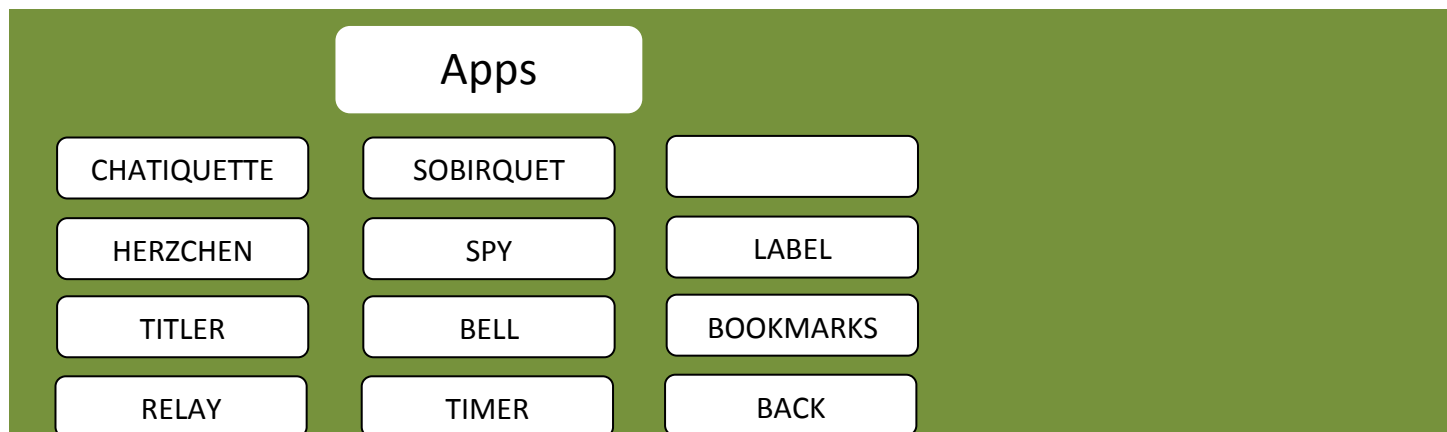 Apps
CHATIQUETTE SOBIRQUET
HERZCHEN SPY LABEL
TITLER BELL BOOKMARKS
RELAY TIMER BACK